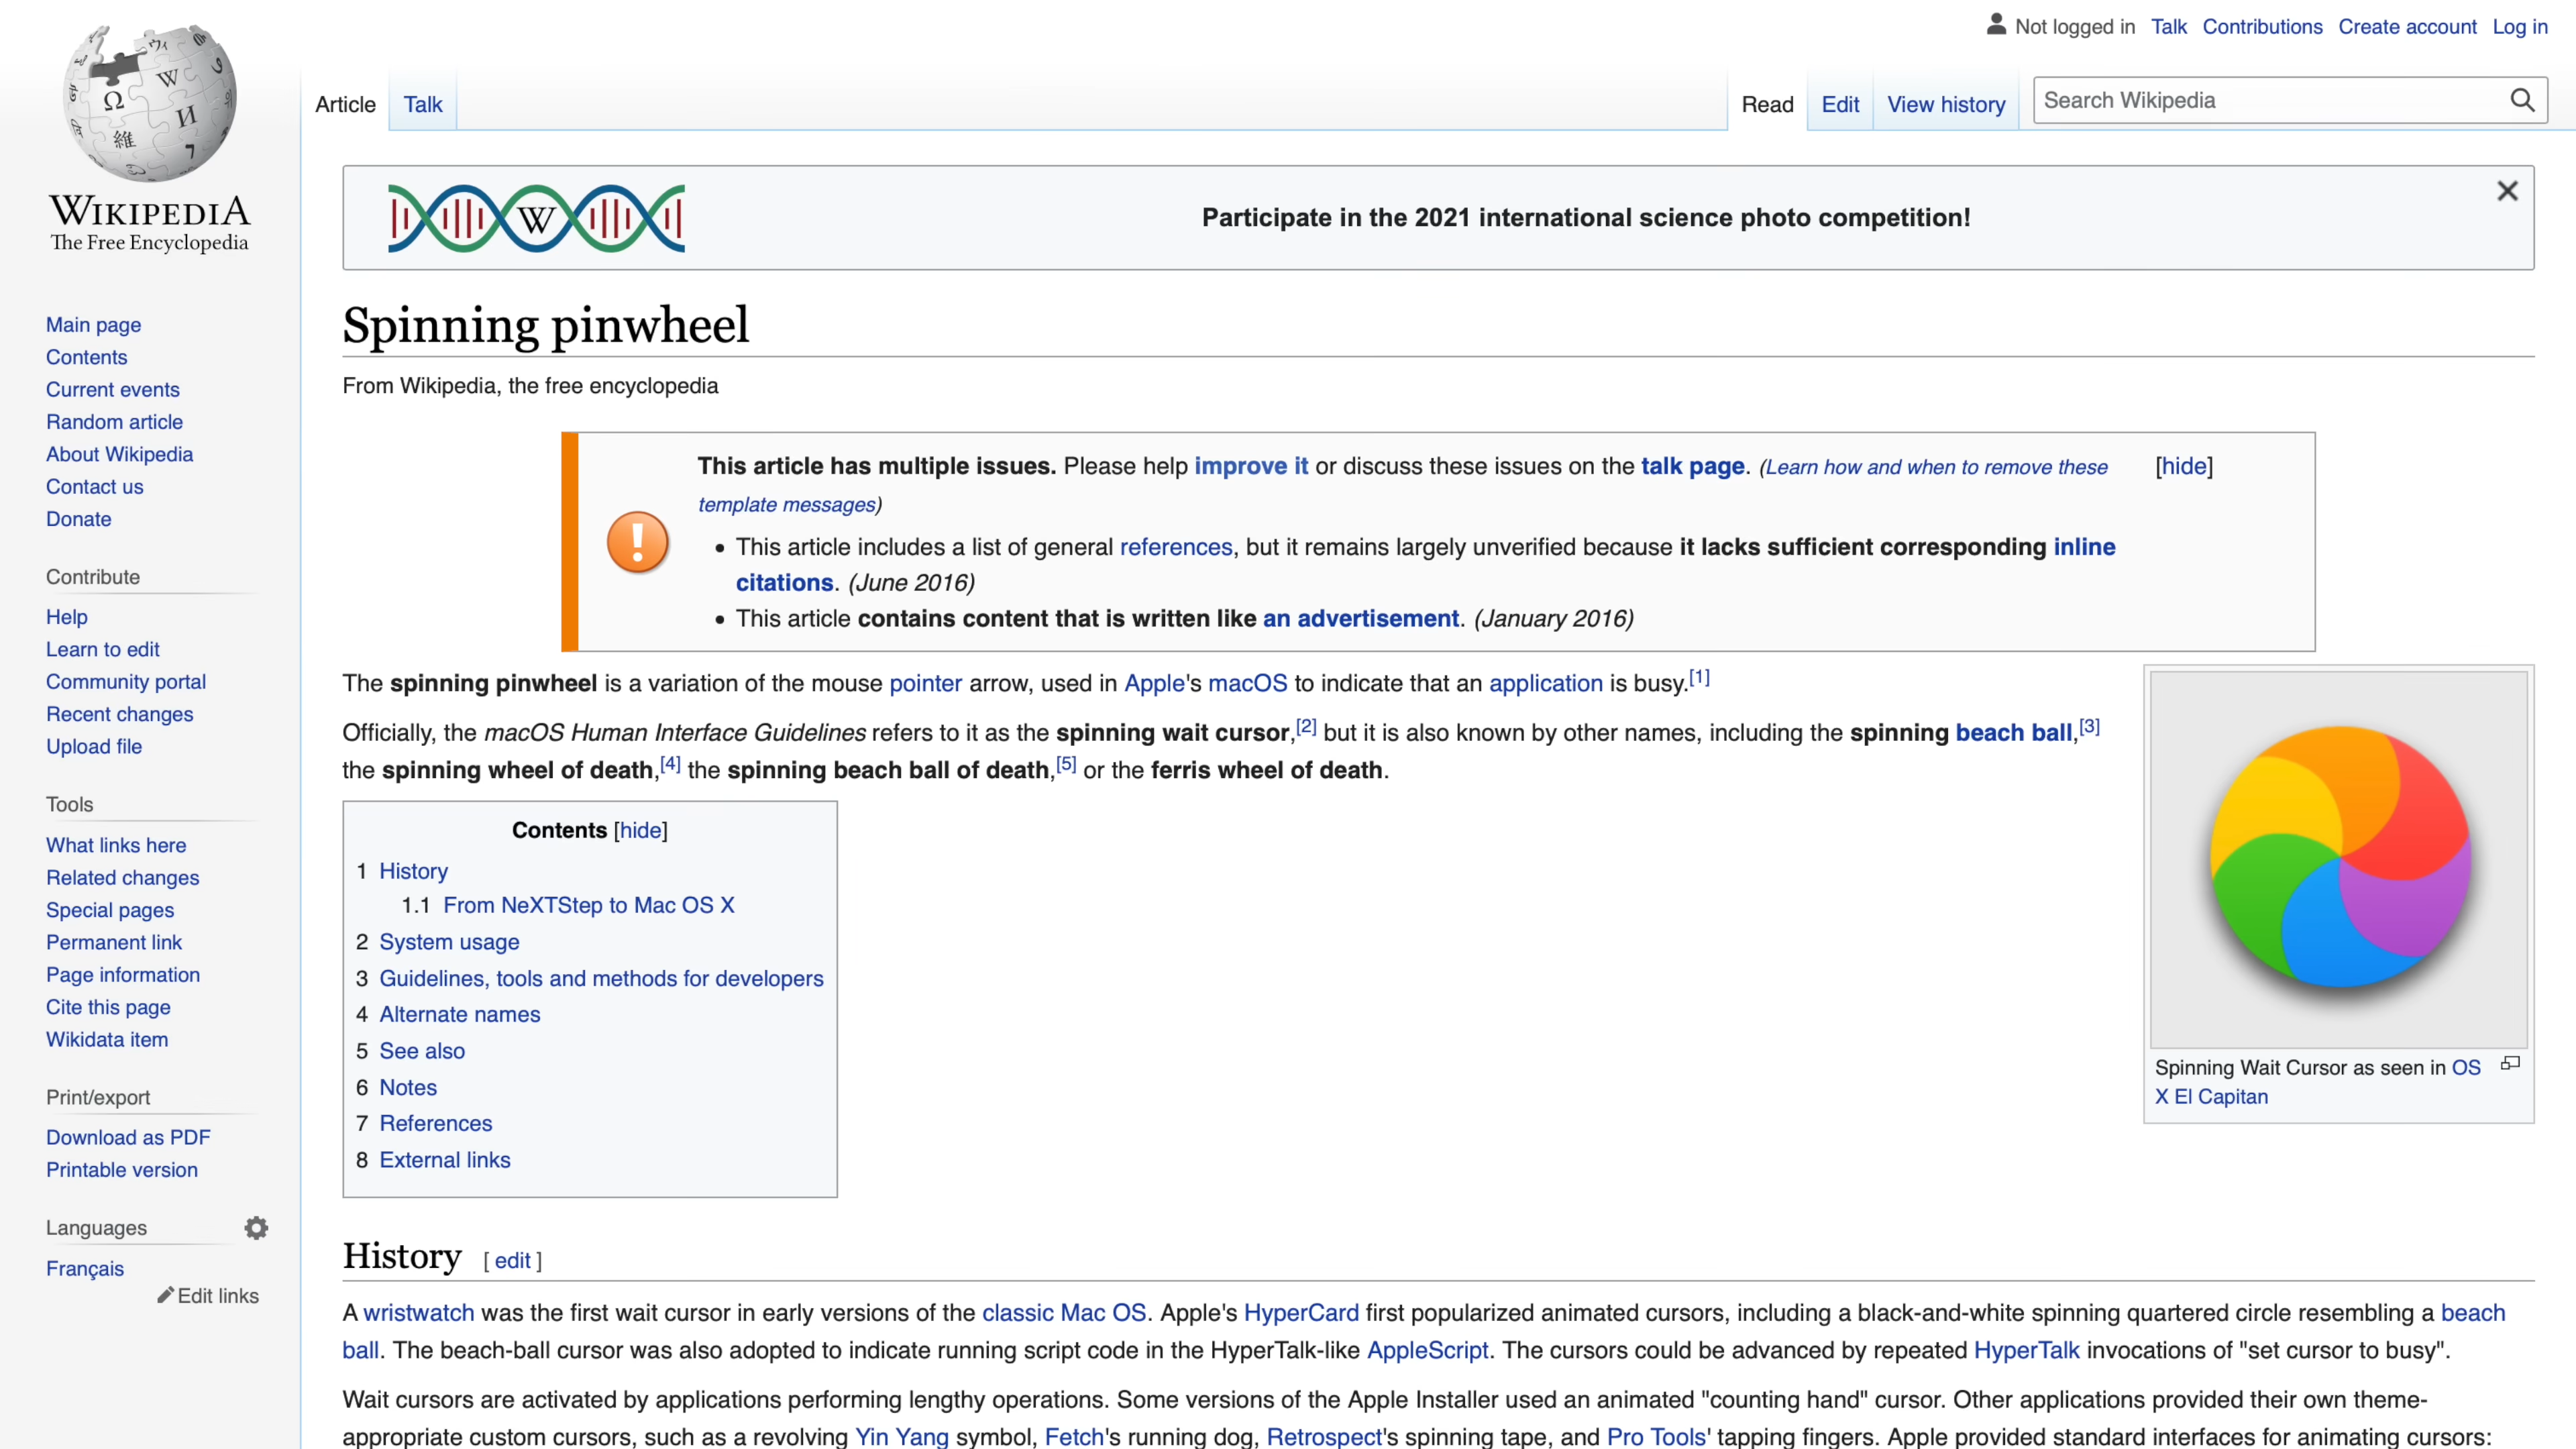 Not logged in Talk Contributions Create account Log in
Article Talk Read Edit View history Search Wikipedia
WIKIPEDIA
The Free Encyclopedia
Main page
Contents
Current events
Random article
About Wikipedia
Contact us
Donate
Contribute
Help
Learn to edit
Community portal
Recent changes
Upload file
Tools
What links here
Related changes
Special pages
Permanent link
Page information
Cite this page
Wikidata item
Print/export
Download as PDF
Printable version
Languages
Français
Edit links
W
Participate in the 2021 international science photo competition!
Spinning pinwheel
From Wikipedia, the free encyclopedia
This article has multiple issues. Please help improve it or discuss these issues on the talk page. (Learn how and when to remove these [hide]
template messages)
• This article includes a list of general references, but it remains largely unverified because it lacks sufficient corresponding inline
citations. (June 2016)
• This article contains content that is written like an advertisement. (January 2016)
The spinning pinwheel is a variation of the mouse pointer arrow, used in Apple's macOS to indicate that an application is busy.[1]
Officially, the macOS Human Interface Guidelines refers to it as the spinning wait cursor,[2] but it is also known by other names, including the spinning beach ball,[3]
the spinning wheel of death,[4] the spinning beach ball of death,[5] or the ferris wheel of death.
Spinning Wait Cursor as seen in OS
X El Capitan
Contents [hide]
1 History
1.1 From NeXTStep to Mac OS X
2 System usage
3 Guidelines, tools and methods for developers
4 Alternate names
5 See also
6 Notes
7 References
8 External links
History [ edit ]
A wristwatch was the first wait cursor in early versions of the classic Mac OS. Apple's HyperCard first popularized animated cursors, including a black-and-white spinning quartered circle resembling a beach
ball. The beach-ball cursor was also adopted to indicate running script code in the HyperTalk-like AppleScript. The cursors could be advanced by repeated HyperTalk invocations of "set cursor to busy".
Wait cursors are activated by applications performing lengthy operations. Some versions of the Apple Installer used an animated "counting hand" cursor. Other applications provided their own theme-
appropriate custom cursors, such as a revolving Yin Yang symbol, Fetch's running dog, Retrospect's spinning tape, and Pro Tools' tapping fingers. Apple provided standard interfaces for animating cursors: